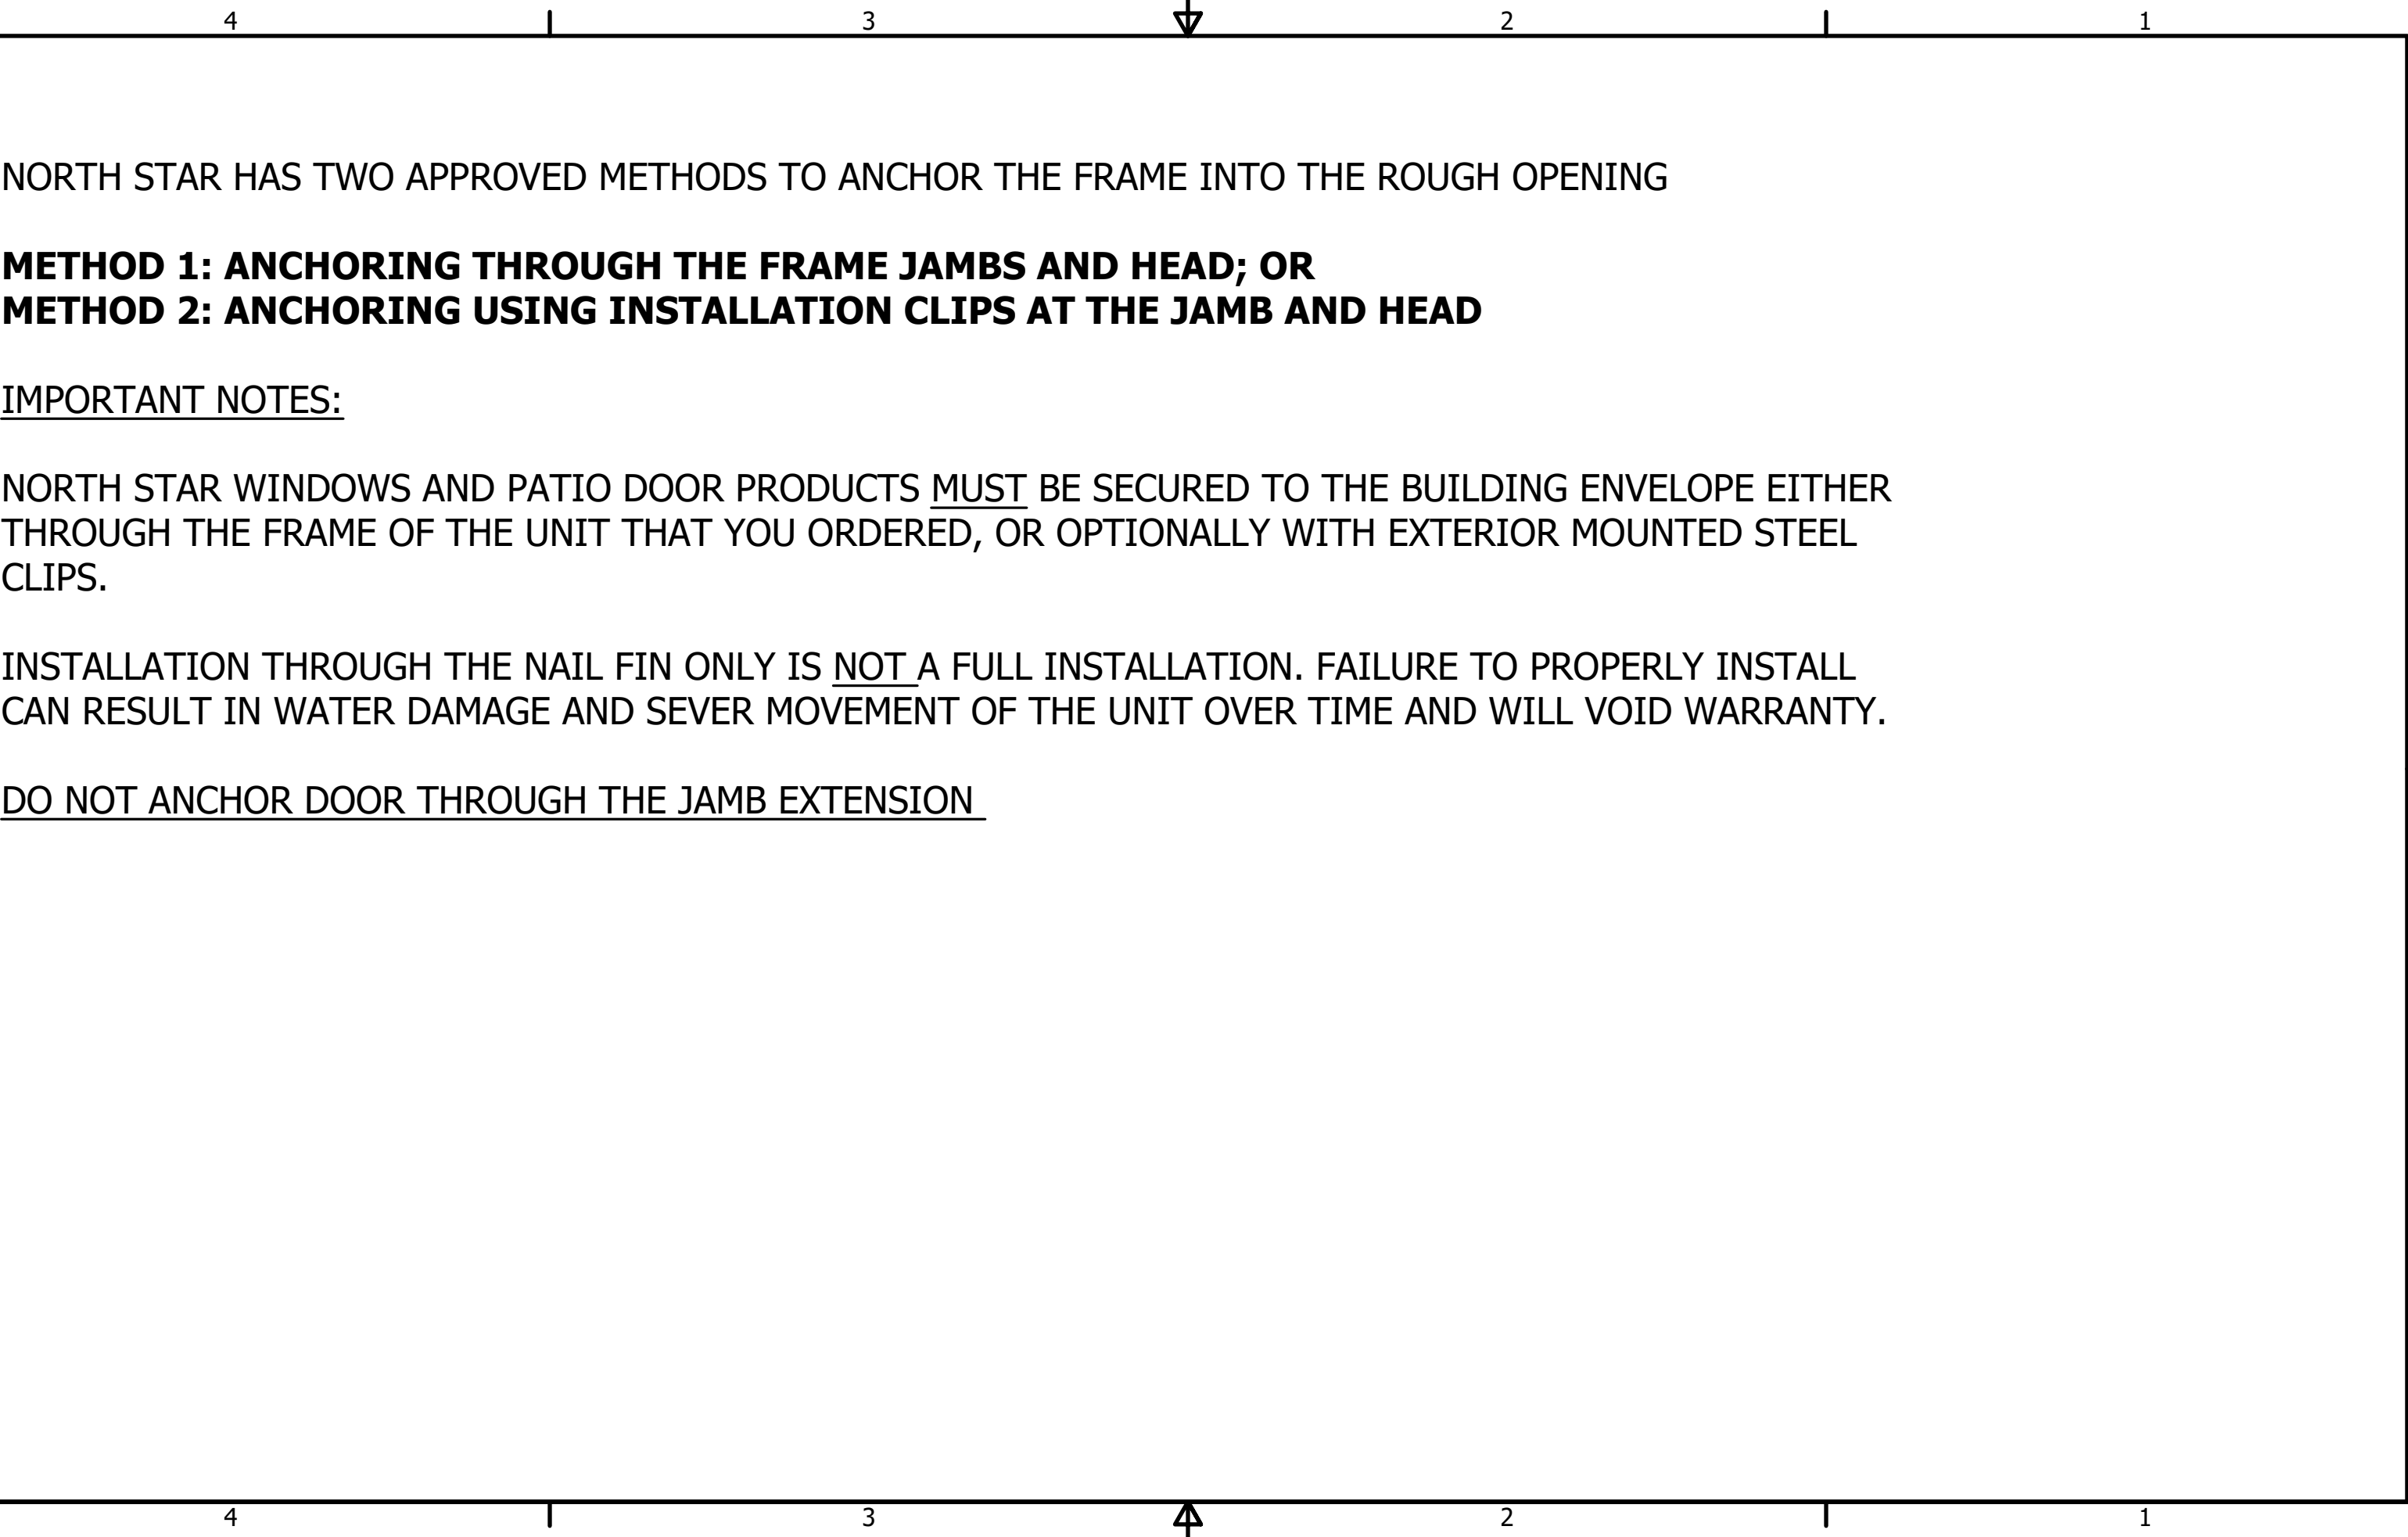 4 3 2 1
NORTH STAR HAS TWO APPROVED METHODS TO ANCHOR THE FRAME INTO THE ROUGH OPENING
METHOD 1: ANCHORING THROUGH THE FRAME JAMBS AND HEAD; OR
METHOD 2: ANCHORING USING INSTALLATION CLIPS AT THE JAMB AND HEAD
IMPORTANT NOTES:
NORTH STAR WINDOWS AND PATIO DOOR PRODUCTS MUST BE SECURED TO THE BUILDING ENVELOPE EITHER
THROUGH THE FRAME OF THE UNIT THAT YOU ORDERED, OR OPTIONALLY WITH EXTERIOR MOUNTED STEEL
CLIPS.
INSTALLATION THROUGH THE NAIL FIN ONLY IS NOT A FULL INSTALLATION. FAILURE TO PROPERLY INSTALL
CAN RESULT IN WATER DAMAGE AND SEVER MOVEMENT OF THE UNIT OVER TIME AND WILL VOID WARRANTY.
DO NOT ANCHOR DOOR THROUGH THE JAMB EXTENSION
4 3 2 1